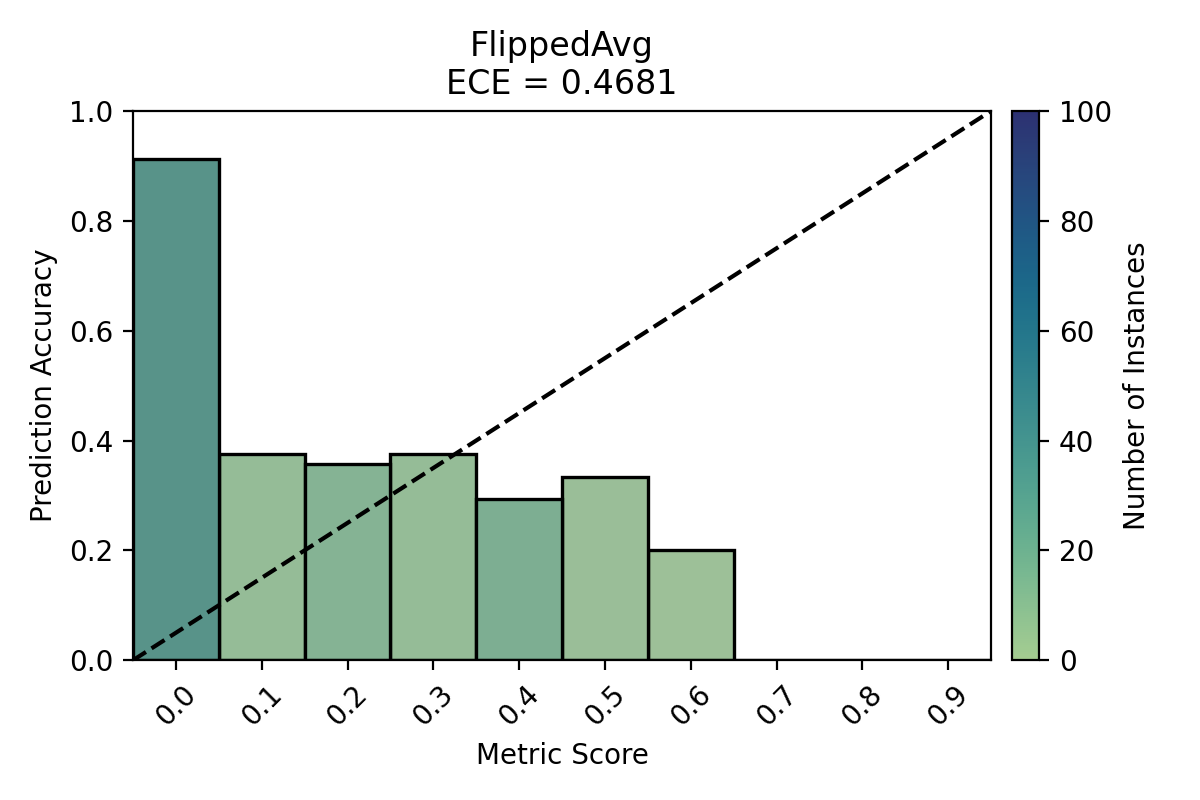 FlippedAvg
ECE = 0.4681
1.0
0.8
0.6
0.4
0.2
0.0
Prediction Accuracy
0.0 0.1 0.2 0.3 0.4 0.5 0.6 0.7 0.8 0.9
Metric Score
100
80
60
40
20
0
Number of Instances